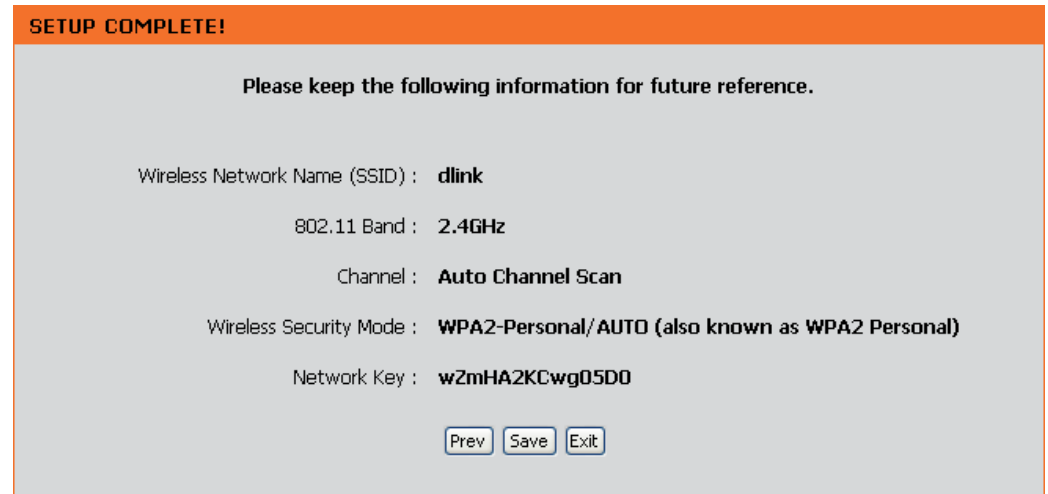 SETUP COMPLETE!
Please keep the following information for future reference.
Wireless Network Name (SSID) : dlink
802.11 Band : 2.4GHz
Channel : Auto Channel Scan
Wireless Security Mode : WPA2-Personal/AUTO (also known as WPA2 Personal)
Network Key : wZmHA2KCwg05D0
Prev Save Exit